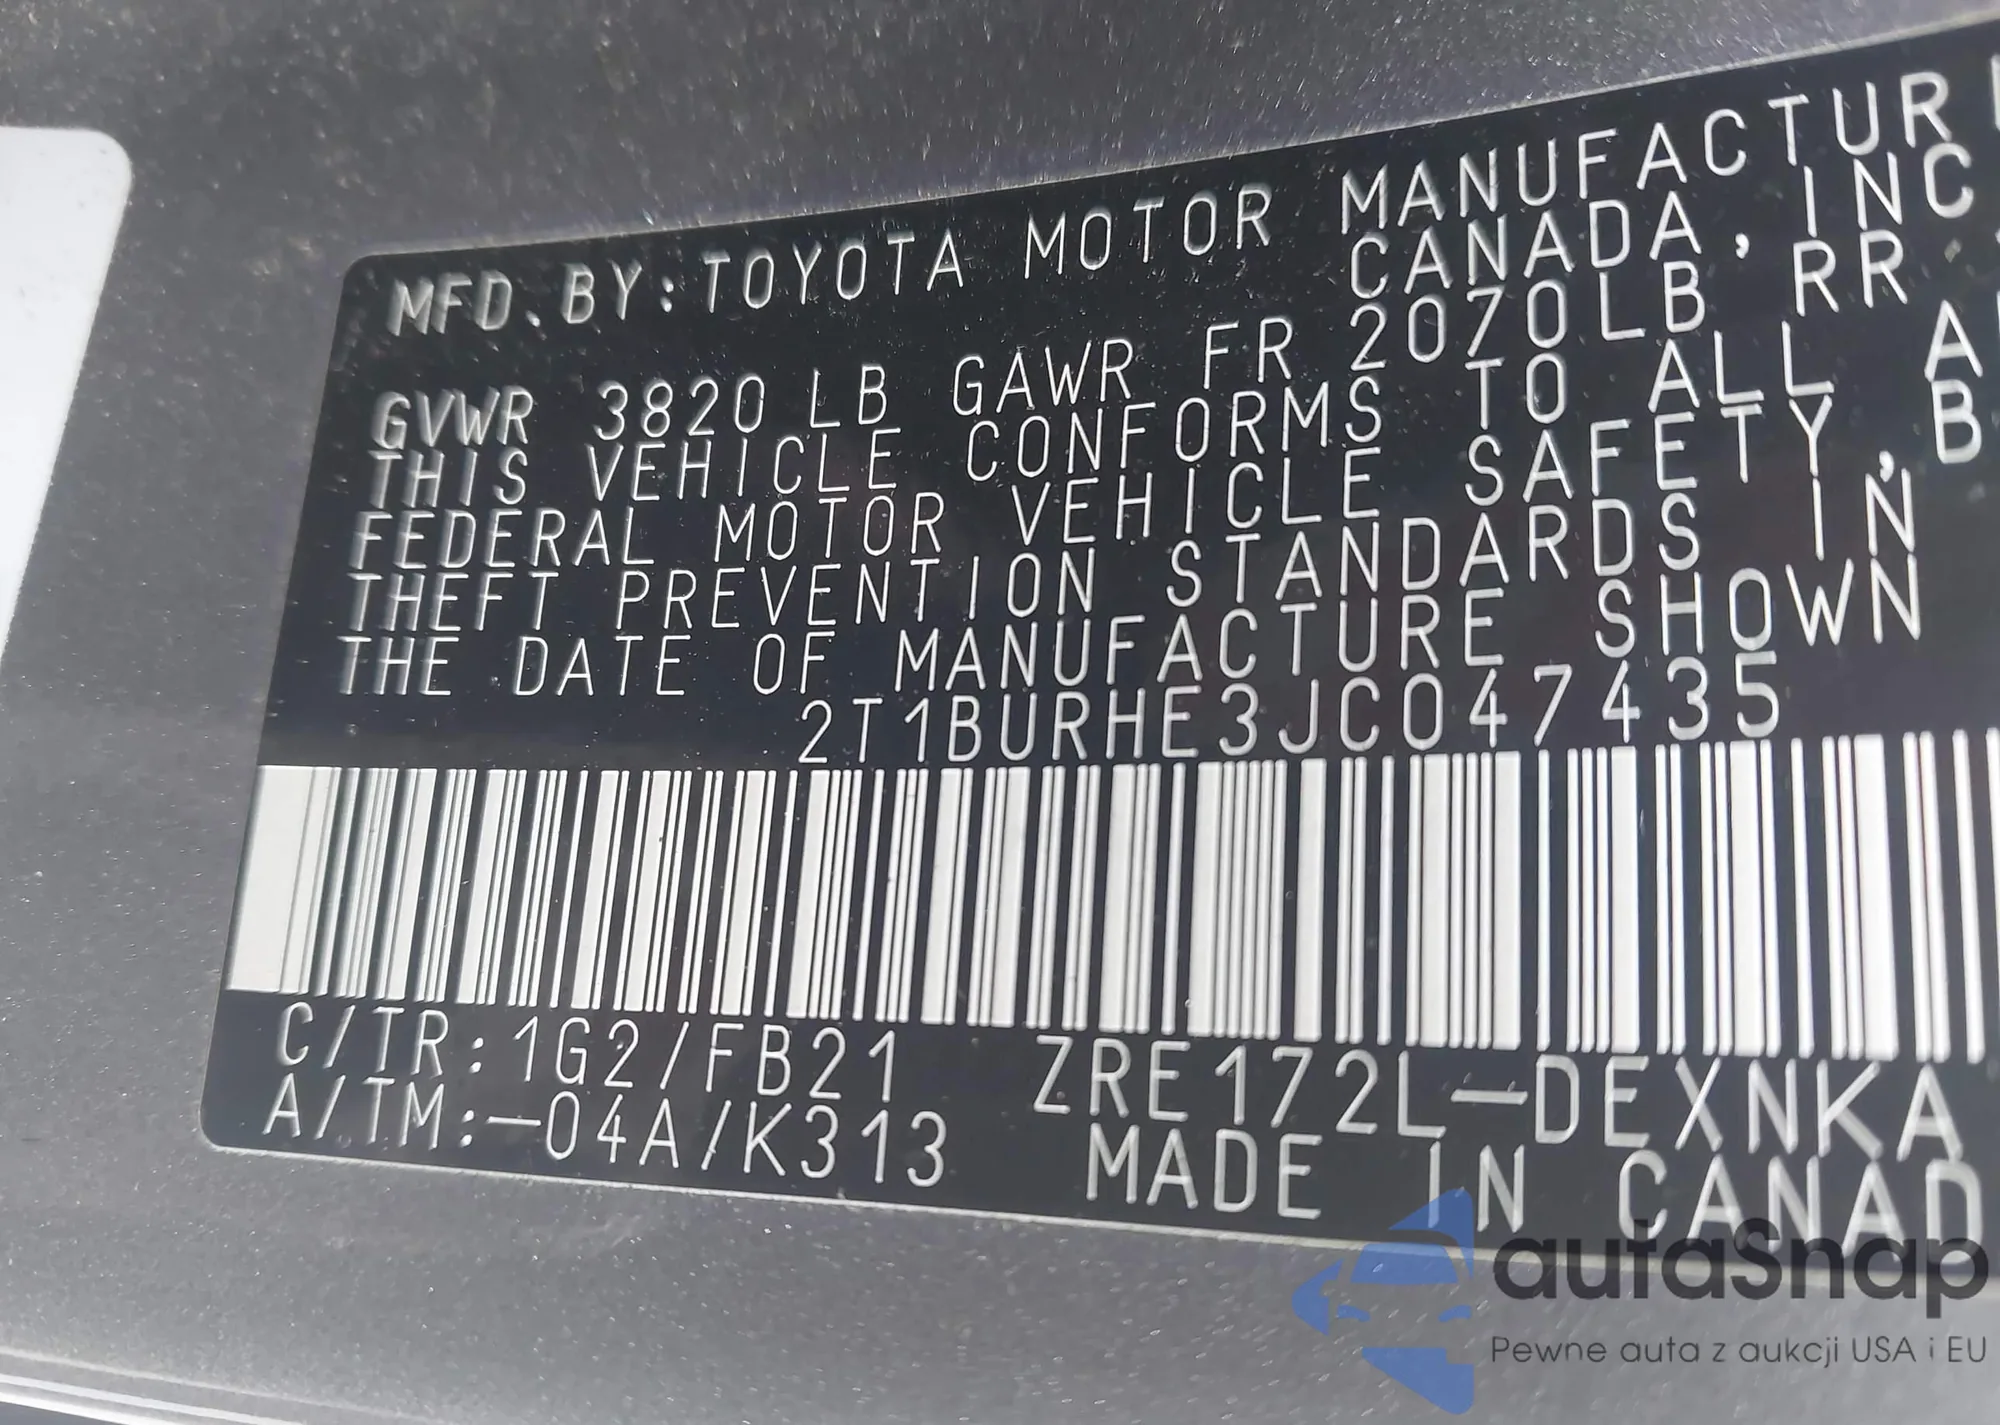 MFD.BY:TOYOTA MOTOR MANUFACTUR
CANADA, INC
GVWR 3820 LB GAWR FR 2070LB RR
THIS VEHICLE CONFORMS TO ALL
FEDERAL MOTOR VEHICLE SAFETY, B
THEFT PREVENTION STANDARDS IN
THE DATE OF MANUFACTURE SHOWN
2T1BURHE3JC047435
C/TR:1G2/FB21 ZRE172L-DEXNKA
A/TM:-04A/K313 MADE IN CANAD
autaSnap
Pewne auta z aukcji USA i EU